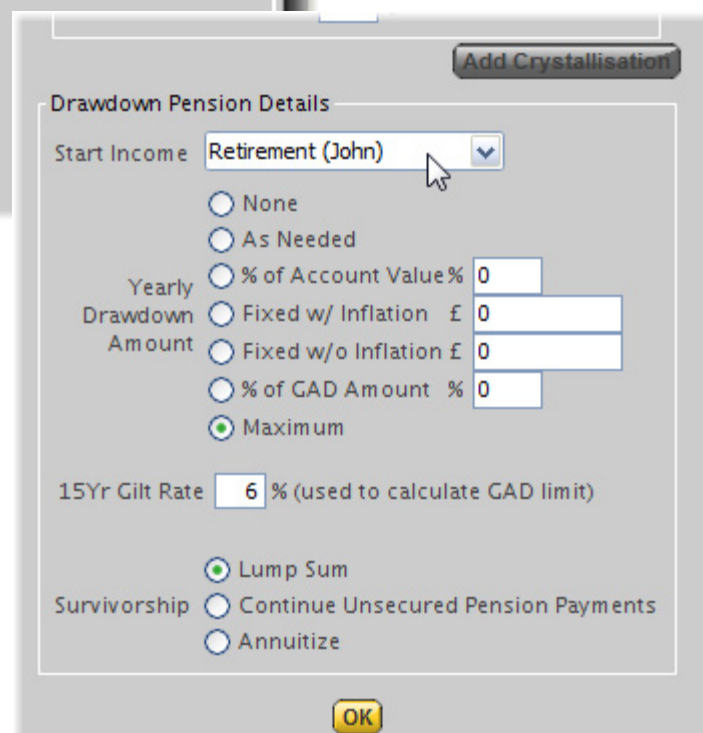 Add Crystallisation
Drawdown Pension Details
Start Income Retirement (John)
None
As Needed
% of Account Value % 0
Yearly Drawdown Amount
Fixed w/ Inflation £ 0
Fixed w/o Inflation £ 0
% of GAD Amount % 0
Maximum
15Yr Gilt Rate 6 % (used to calculate GAD limit)
Lump Sum
Survivorship Continue Unsecured Pension Payments
Annuitize
OK